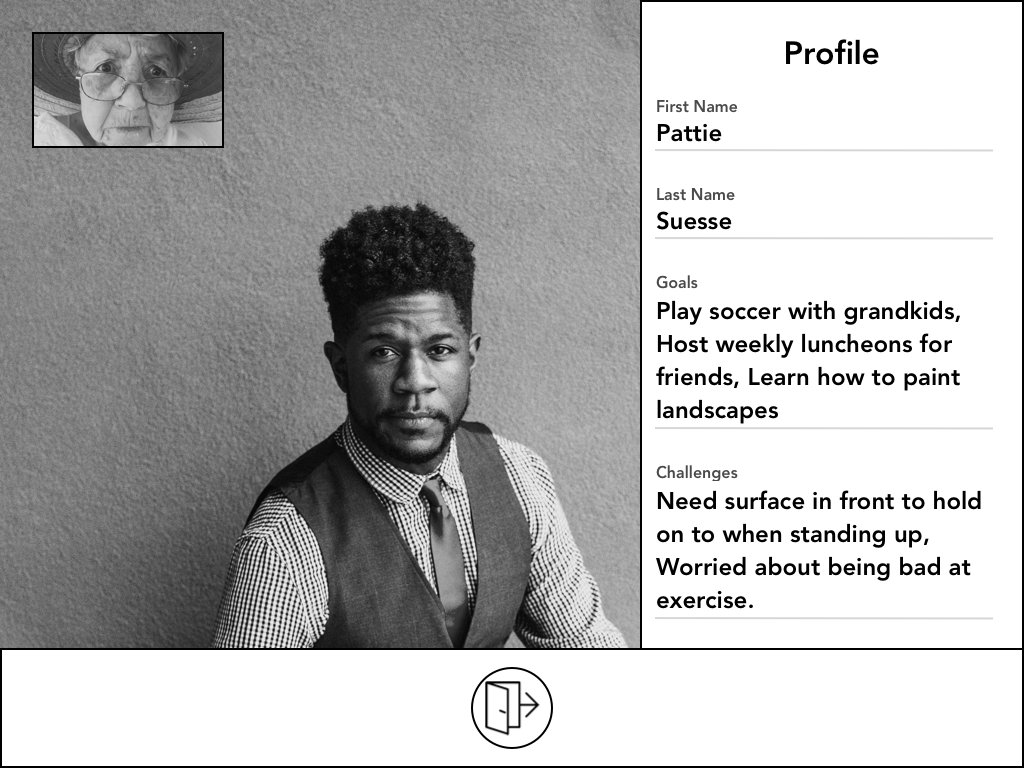 Profile
First Name
Pattie
Last Name
Suesse
Goals
Play soccer with grandkids,
Host weekly luncheons for
friends, Learn how to paint
landscapes
Challenges
Need surface in front to hold
on to when standing up,
Worried about being bad at
exercise.